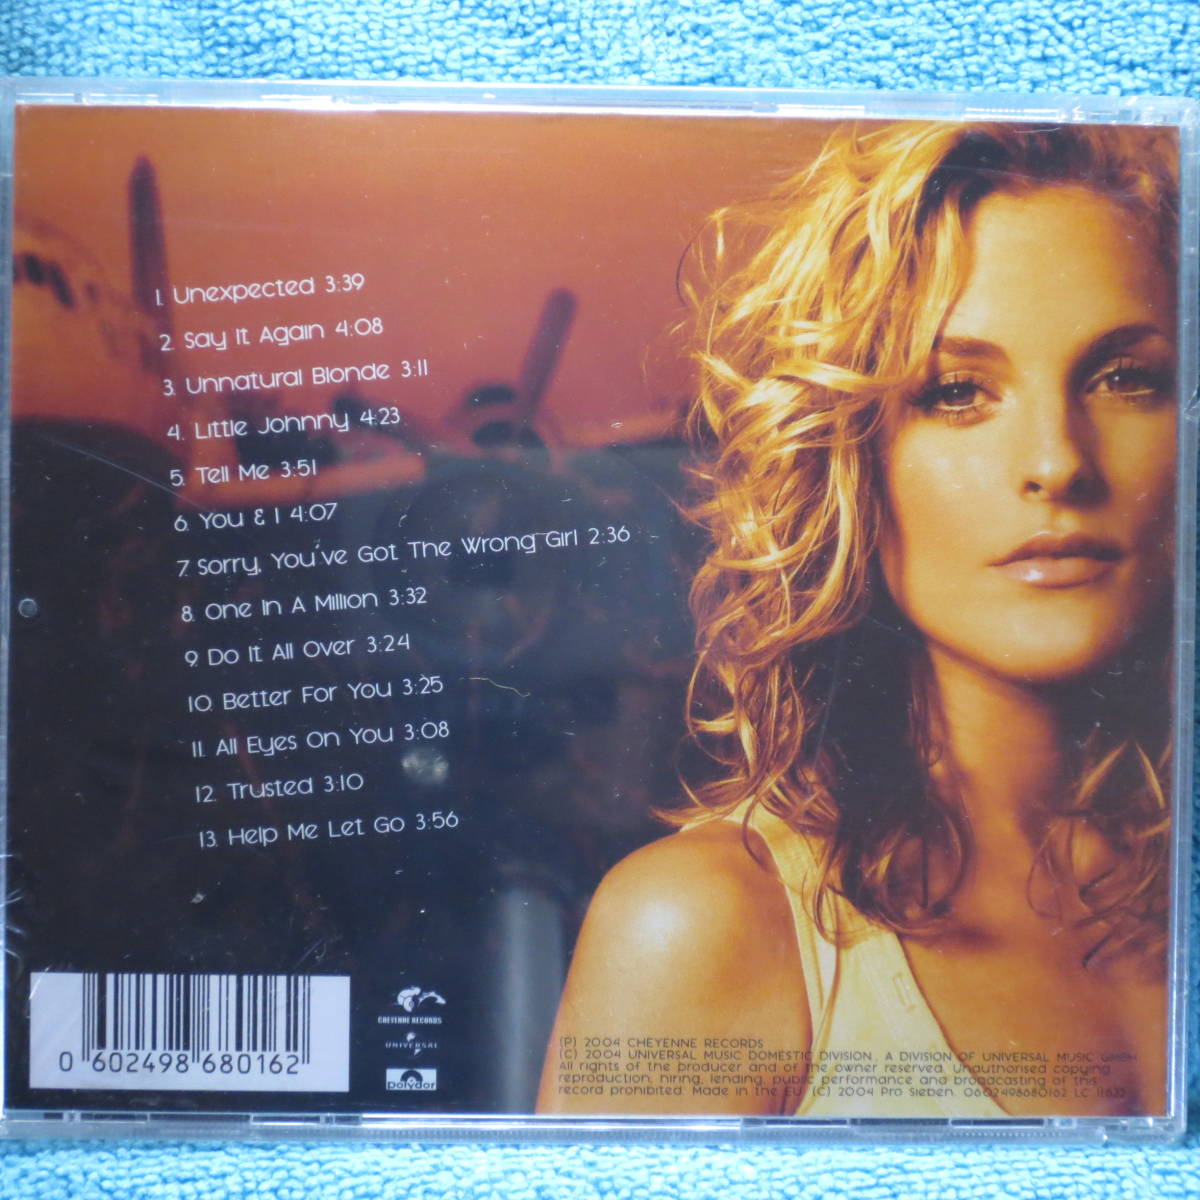 1. Unexpected 3:39
2. Say It Again 4:08
3. Unnatural Blonde 3:11
4. Little Johnny 4:23
5. Tell Me 3:51
6. You & I 4:07
7. Sorry, You've Got The Wrong Girl 2:36
8. One In A Million 3:32
9. Do It All Over 3:24
10. Better For You 3:25
11. All Eyes On You 3:08
12. Trusted 3:10
13. Help Me Let Go 3:56
0 602498 680162
CHEYENNE RECORDS
UNIVERSAL
polydor
(P) 2004 CHEYENNE RECORDS
(C) 2004 UNIVERSAL MUSIC DOMESTIC DIVISION, A DIVISION OF UNIVERSAL MUSIC GMBH
All rights of the producer and of the owner reserved. Unauthorised copying
reproduction, hiring, lending, public performance and broadcasting of this
record prohibited. Made in the EU. (C) 2004 Pro Sieben. 0602498680162 LC